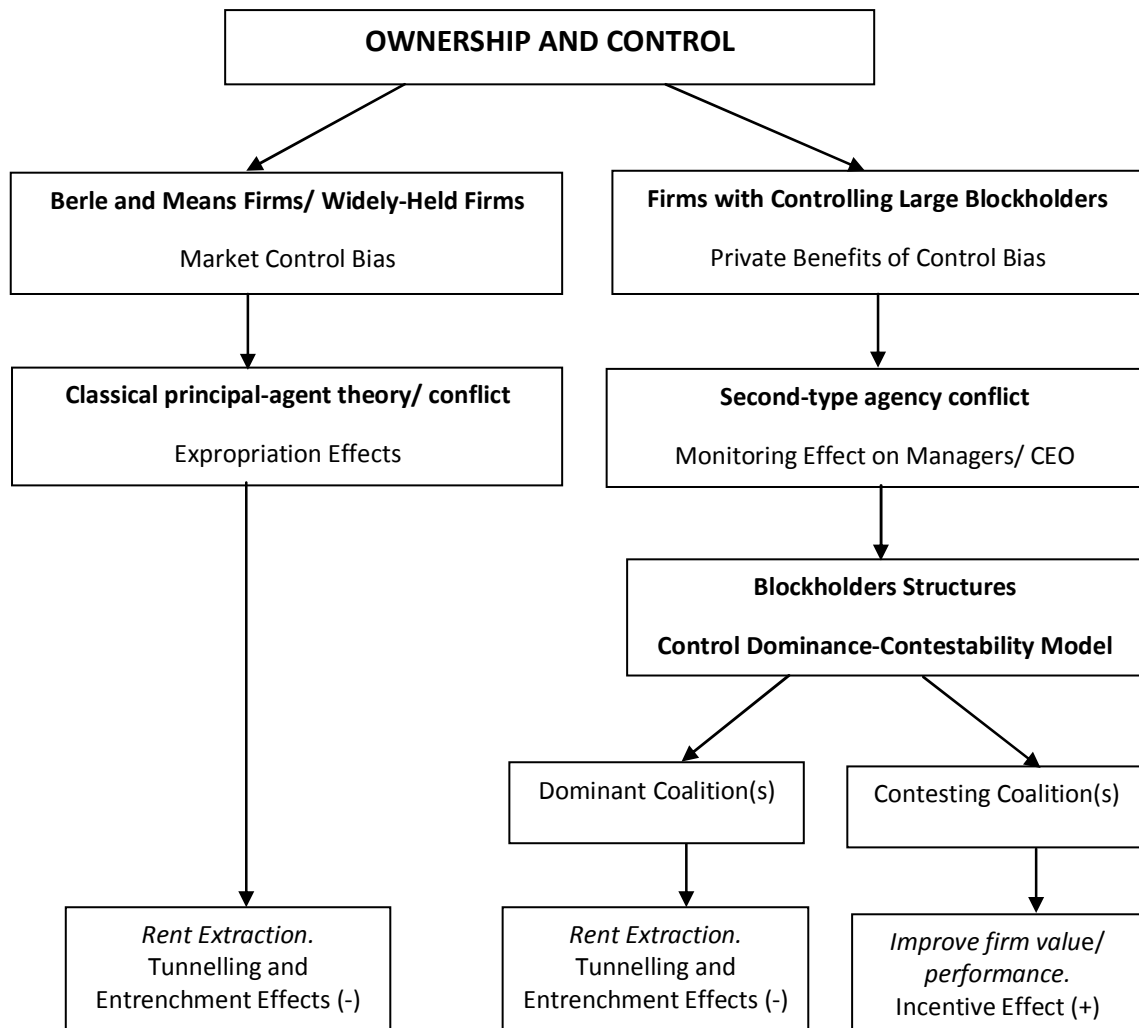 OWNERSHIP AND CONTROL
Berle and Means Firms/ Widely-Held Firms
Market Control Bias
Firms with Controlling Large Blockholders
Private Benefits of Control Bias
Classical principal-agent theory/ conflict
Expropriation Effects
Second-type agency conflict
Monitoring Effect on Managers/ CEO
Blockholders Structures
Control Dominance-Contestability Model
Dominant Coalition(s)
Contesting Coalition(s)
Rent Extraction.
Tunnelling and
Entrenchment Effects (-)
Rent Extraction.
Tunnelling and
Entrenchment Effects (-)
Improve firm value/
performance.
Incentive Effect (+)